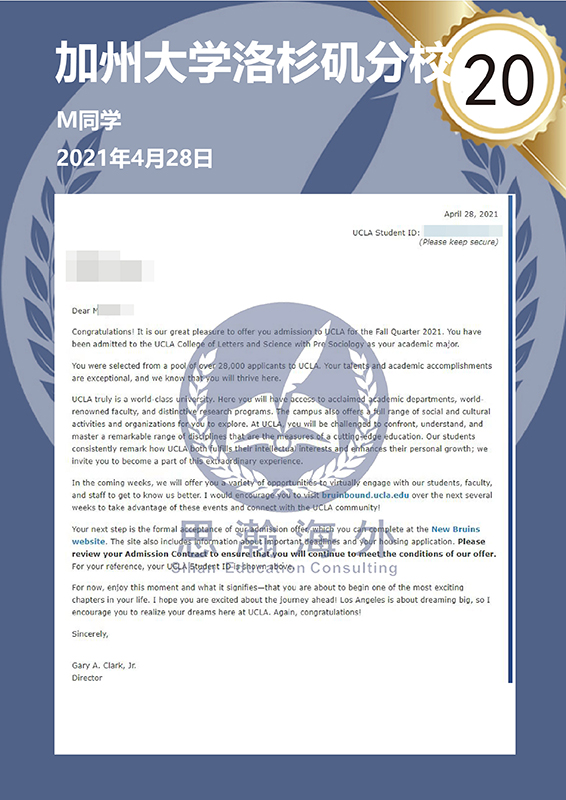 加州大学洛杉矶分校
20
M同学
2021年4月28日
April 28, 2021
UCLA Student ID:
(Please keep secure)
Dear M
Congratulations! It is our great pleasure to offer you admission to UCLA for the Fall Quarter 2021. You have
been admitted to the UCLA College of Letters and Science with Pre Sociology as your academic major.
You were selected from a pool of over 28,000 applicants to UCLA. Your talents and academic accomplishments
are exceptional, and we know that you will thrive here.
UCLA truly is a world-class university. Here you will have access to acclaimed academic departments, world-
renowned faculty, and distinctive research programs. The campus also offers a full range of social and cultural
activities and organizations for you to explore. At UCLA, you will be challenged to confront, understand, and
master a remarkable range of disciplines that are the measures of a cutting-edge education. Our students
consistently remark how UCLA both fulfills their intellectual interests and enhances their personal growth; we
invite you to become a part of this extraordinary experience.
In the coming weeks, we will offer you a variety of opportunities to virtually engage with our students, faculty,
and staff to get to know us better. I would encourage you to visit bruinbound.ucla.edu over the next several
weeks to take advantage of these events and connect with the UCLA community!
Your next step is the formal acceptance of our admission offer, which you can complete at the New Bruins
website. The site also includes information about important deadlines and your housing application. Please
review your Admission Contract to ensure that you will continue to meet the conditions of our offer.
For your reference, your UCLA Student ID is shown above.
思瀚海外
Sihan Education Consulting
For now, enjoy this moment and what it signifies—that you are about to begin one of the most exciting
chapters in your life. I hope you are excited about the journey ahead! Los Angeles is about dreaming big, so I
encourage you to realize your dreams here at UCLA. Again, congratulations!
Sincerely,
Gary A. Clark, Jr.
Director